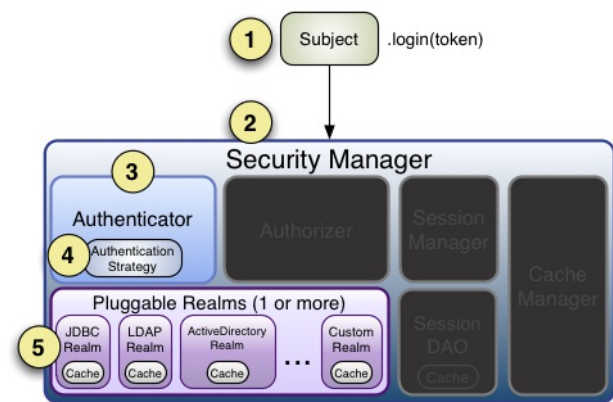 1
Subject
.login(token)
2
Security Manager
3
Authenticator
4
Authentication
Strategy
Authorizer
Session
Manager
Cache
Manager
Pluggable Realms (1 or more)
5
JDBC
Realm
Cache
LDAP
Realm
Cache
ActiveDirectory
Realm
Cache
...
Custom
Realm
Cache
Session
DAO
Cache